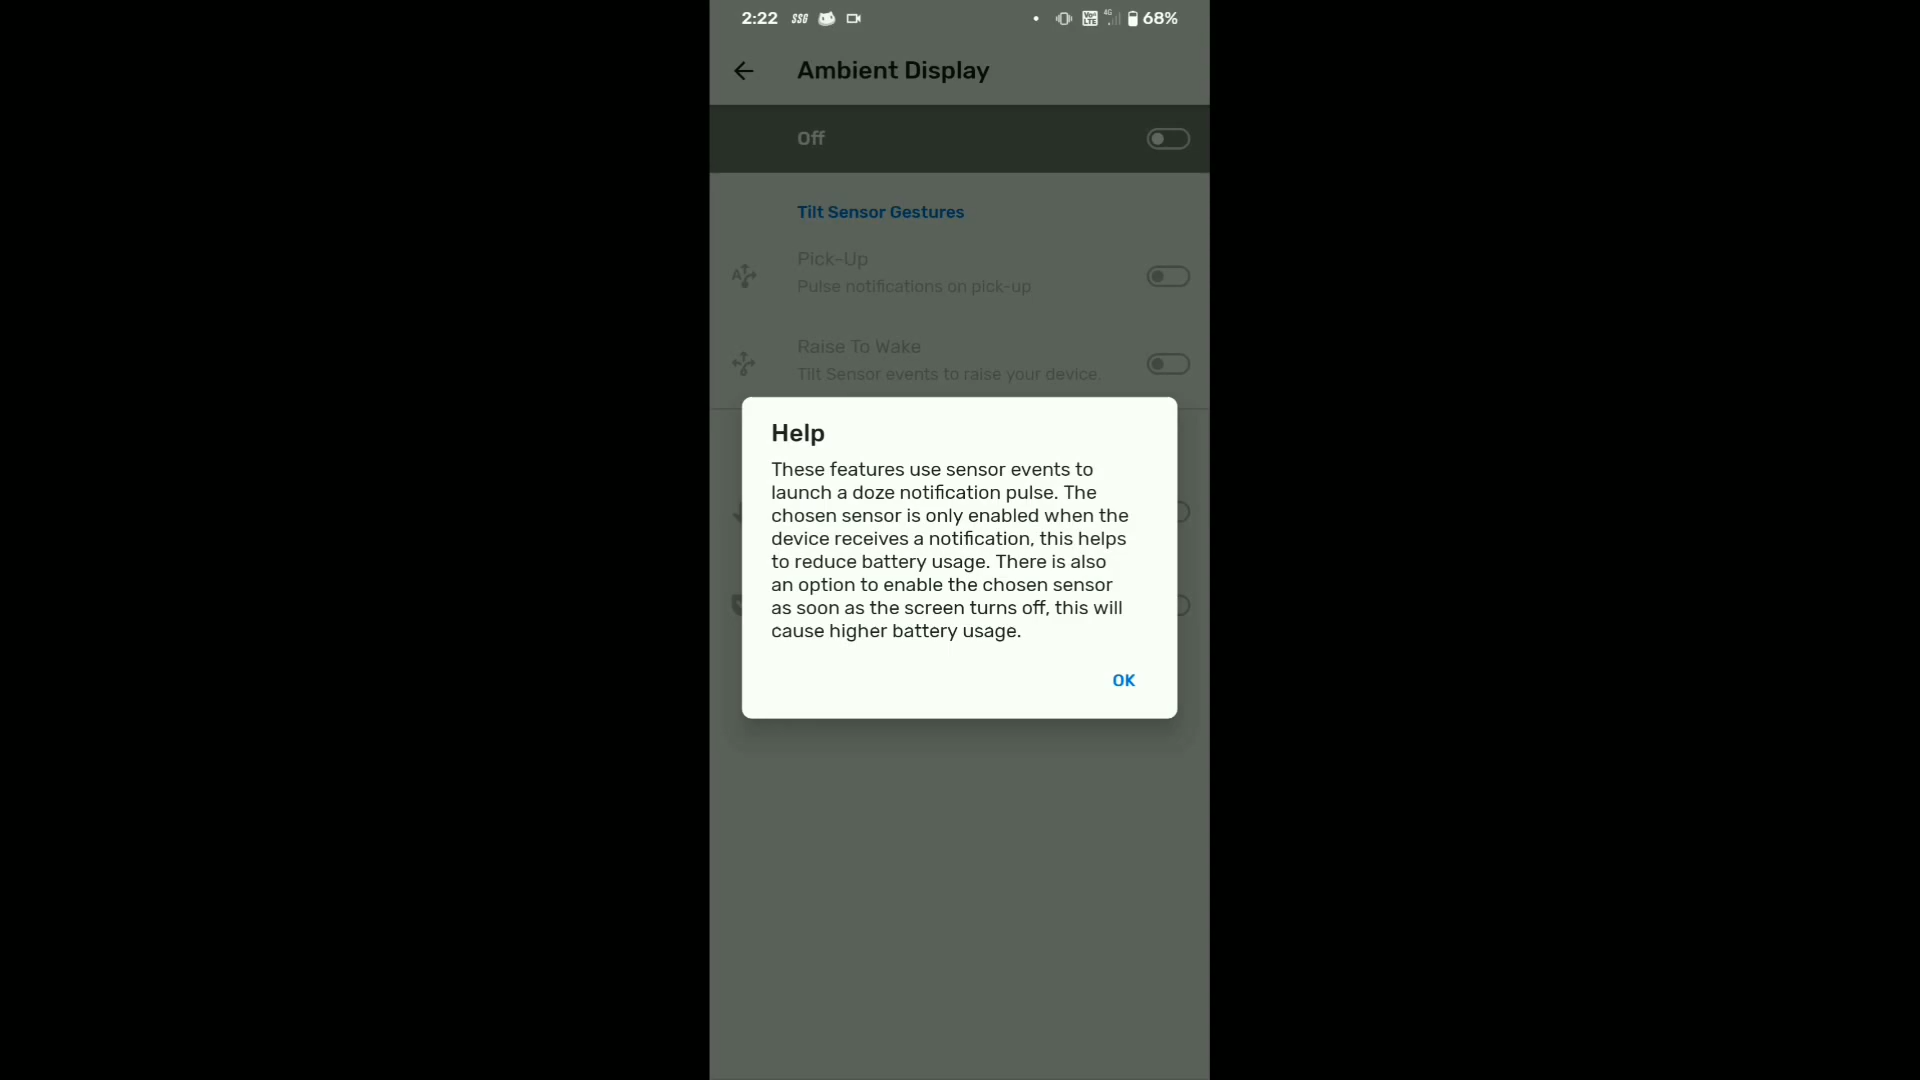 2:22 SSG VoLTE 4G 68%
Ambient Display
Off
Tilt Sensor Gestures
Pick-Up
Pulse notifications on pick-up
Raise To Wake
Tilt Sensor events to raise your device.
Help
These features use sensor events to
launch a doze notification pulse. The
chosen sensor is only enabled when the
device receives a notification, this helps
to reduce battery usage. There is also
an option to enable the chosen sensor
as soon as the screen turns off, this will
cause higher battery usage.
OK